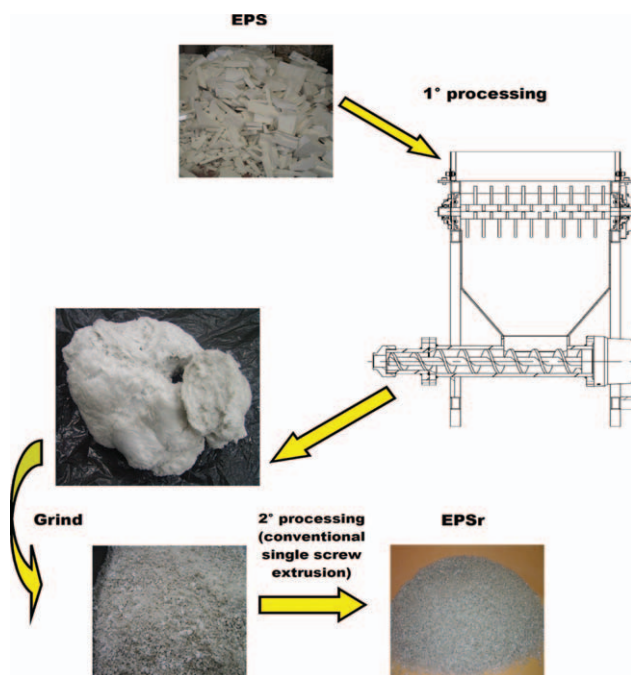 EPS
1° processing
Grind
2° processing
(conventional
single screw
extrusion)
EPSr